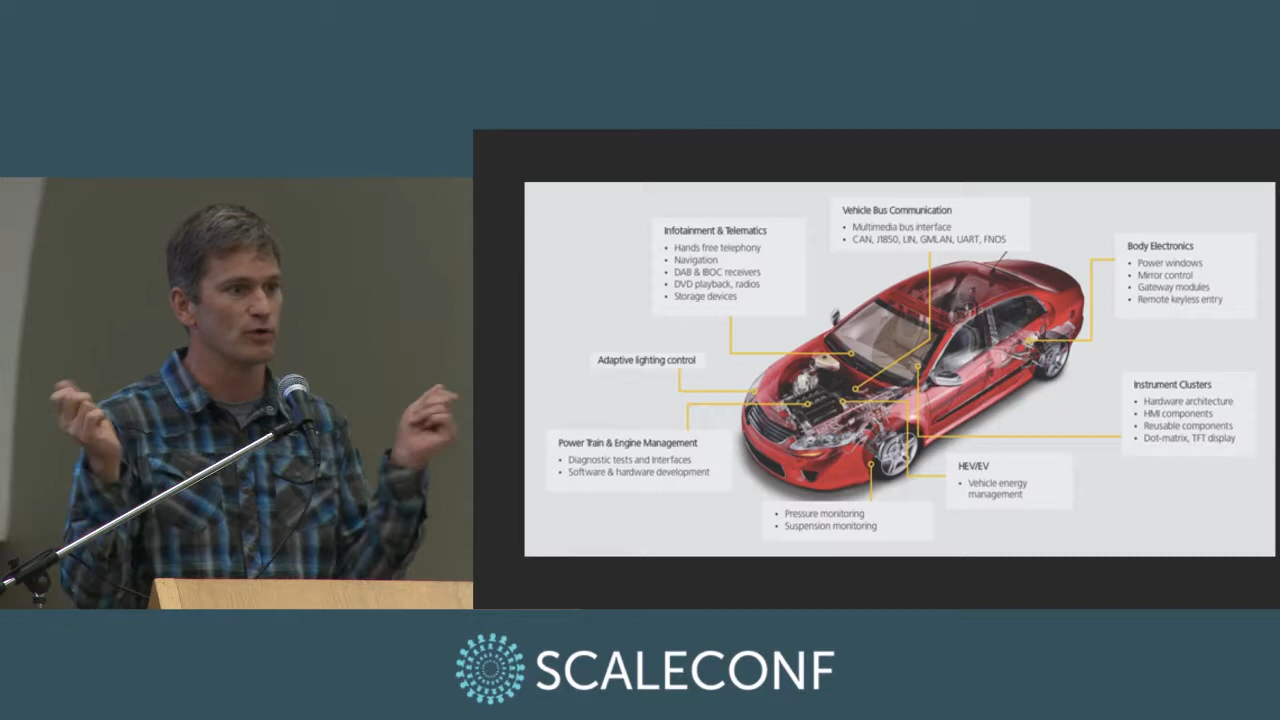 Vehicle Bus Communication
• Multimedia bus interface
• CAN, J1850, LIN, GMLAN, UART, FNOS
Infotainment & Telematics
• Hands free telephony
• Navigation
• DAB & IBOC receivers
• DVD playback, radios
• Storage devices
Body Electronics
• Power windows
• Mirror control
• Gateway modules
• Remote keyless entry
Adaptive lighting control
Instrument Clusters
• Hardware architecture
• HMI components
• Reusable components
• Dot-matrix, TFT display
Power Train & Engine Management
• Diagnostic tests and Interfaces
• Software & hardware development
HEV/EV
• Vehicle energy
management
• Pressure monitoring
• Suspension monitoring
SCALECONF